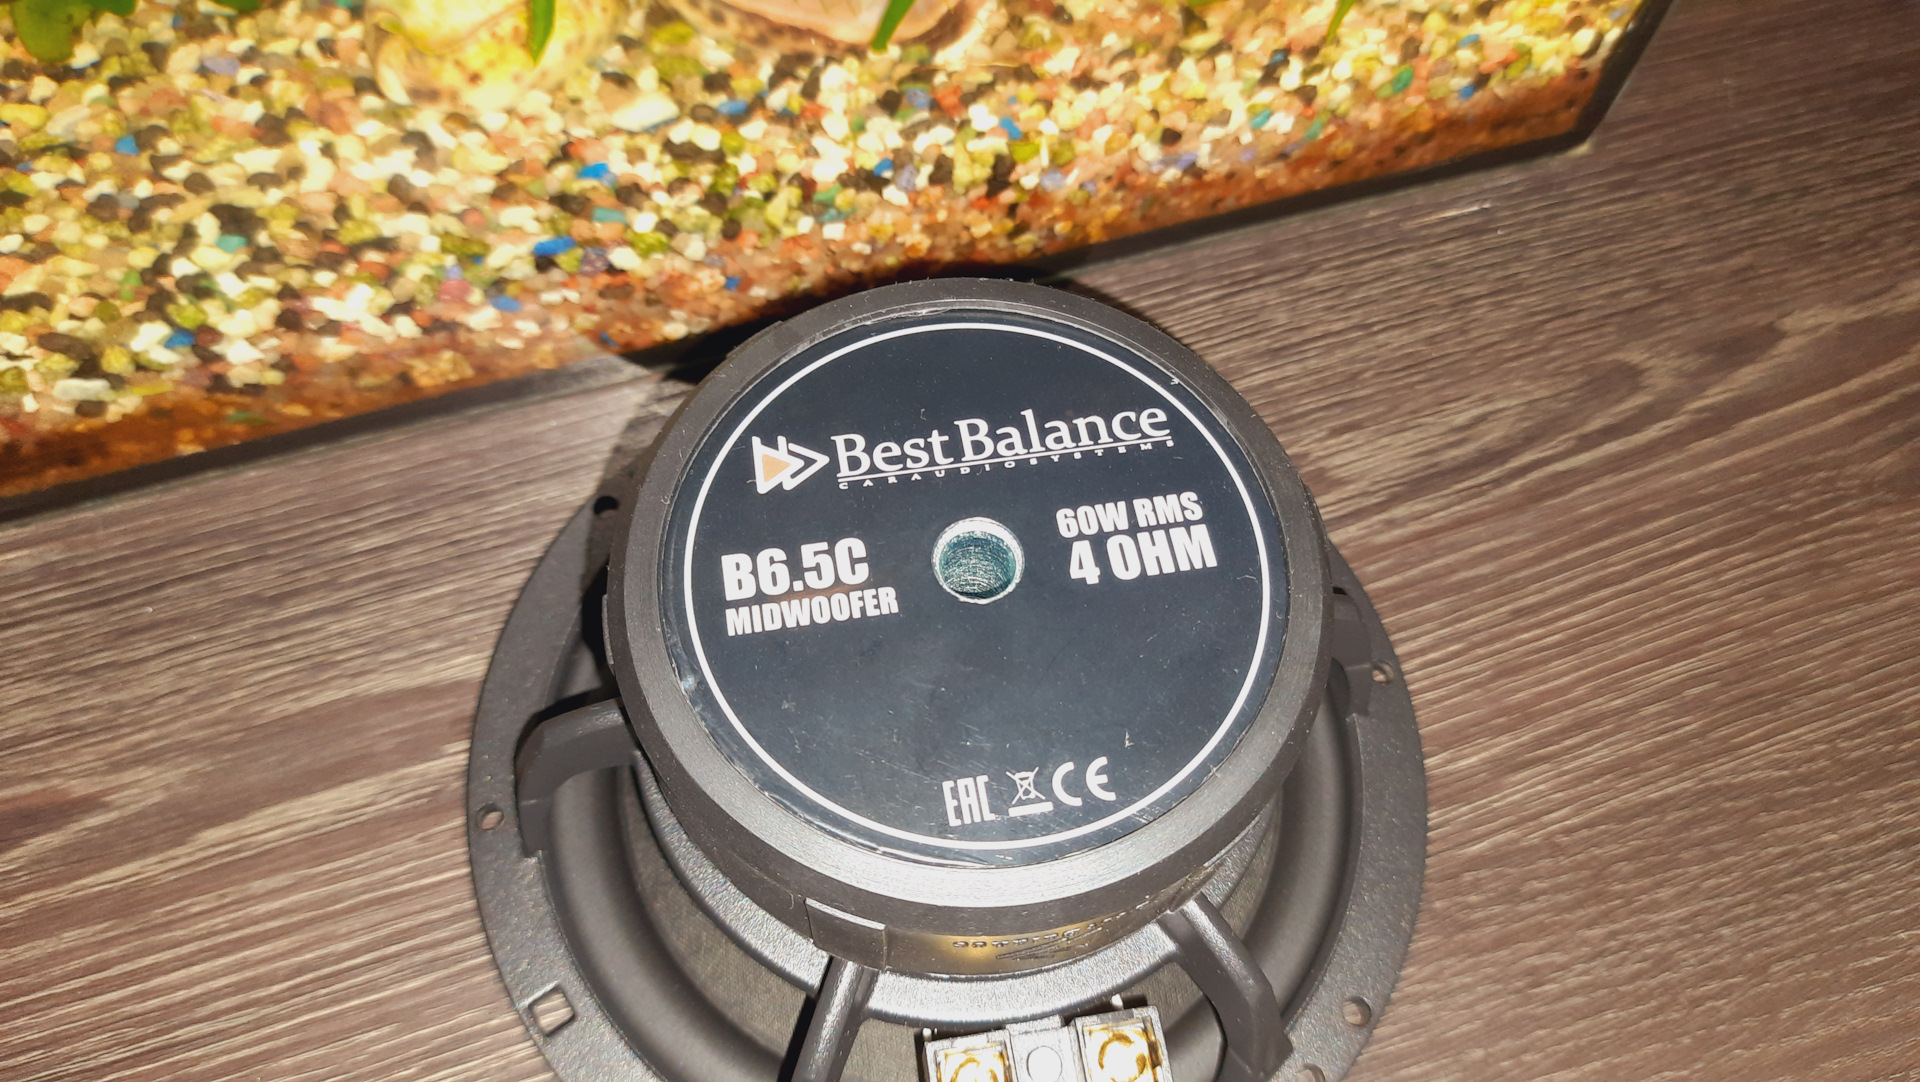 Best Balance
CARAUDIOSYSTEMS
B6.5C
MIDWOOFER
60W RMS
4 OHM
EAC CE